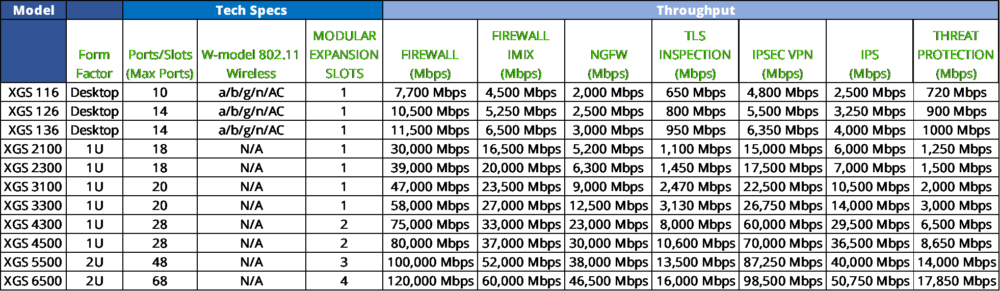 Model Tech Specs Throughput
MODULAR FIREWALL TLS THREAT
Form Ports/Slots W-model 802.11 EXPANSION FIREWALL IMIX NGFW INSPECTION IPSEC VPN IPS PROTECTION
Factor (Max Ports) Wireless SLOTS (Mbps) (Mbps) (Mbps) (Mbps) (Mbps) (Mbps) (Mbps)
XGS 116 Desktop 10 a/b/g/n/AC 1 7,700 Mbps 4,500 Mbps 2,000 Mbps 650 Mbps 4,800 Mbps 2,500 Mbps 720 Mbps
XGS 126 Desktop 14 a/b/g/n/AC 1 10,500 Mbps 5,250 Mbps 2,500 Mbps 800 Mbps 5,500 Mbps 3,250 Mbps 900 Mbps
XGS 136 Desktop 14 a/b/g/n/AC 1 11,500 Mbps 6,500 Mbps 3,000 Mbps 950 Mbps 6,350 Mbps 4,000 Mbps 1000 Mbps
XGS 2100 1U 18 N/A 1 30,000 Mbps 16,500 Mbps 5,200 Mbps 1,100 Mbps 15,000 Mbps 6,000 Mbps 1,250 Mbps
XGS 2300 1U 18 N/A 1 39,000 Mbps 20,000 Mbps 6,300 Mbps 1,450 Mbps 17,500 Mbps 7,000 Mbps 1,500 Mbps
XGS 3100 1U 20 N/A 1 47,000 Mbps 23,500 Mbps 9,000 Mbps 2,470 Mbps 22,500 Mbps 10,500 Mbps 2,000 Mbps
XGS 3300 1U 20 N/A 1 58,000 Mbps 27,000 Mbps 12,500 Mbps 3,130 Mbps 26,750 Mbps 14,000 Mbps 3,000 Mbps
XGS 4300 1U 28 N/A 2 75,000 Mbps 33,000 Mbps 23,000 Mbps 8,000 Mbps 60,000 Mbps 29,500 Mbps 6,500 Mbps
XGS 4500 1U 28 N/A 2 80,000 Mbps 37,000 Mbps 30,000 Mbps 10,600 Mbps 70,000 Mbps 36,500 Mbps 8,650 Mbps
XGS 5500 2U 48 N/A 3 100,000 Mbps 52,000 Mbps 38,000 Mbps 13,500 Mbps 87,250 Mbps 40,000 Mbps 14,000 Mbps
XGS 6500 2U 68 N/A 4 120,000 Mbps 60,000 Mbps 46,500 Mbps 16,000 Mbps 98,500 Mbps 50,750 Mbps 17,850 Mbps